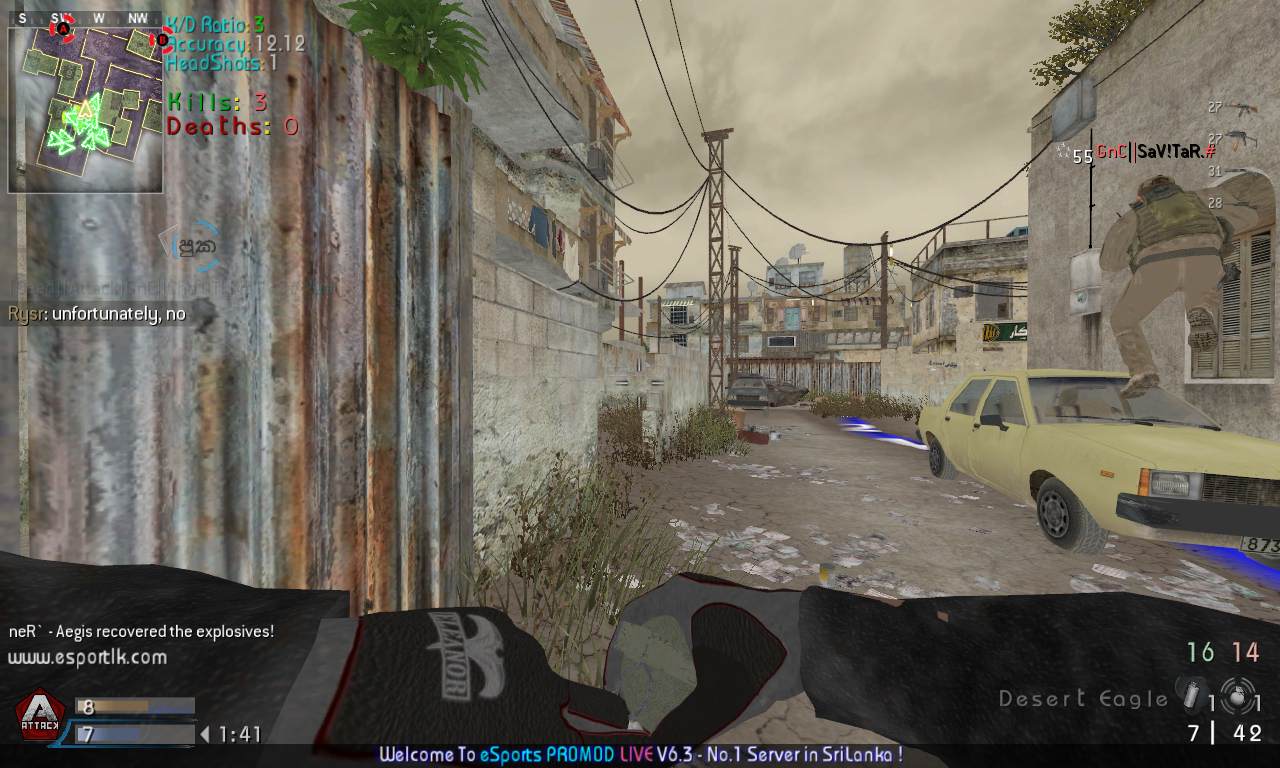 S SW W NW
A
B
K/D Ratio: 3
Accuracy: 12.12
HeadShots: 1
Kills: 3
Deaths: 0
27
27
31
28
55 GnC||SaV!TaR.#
Rysr: unfortunately, no
873
neR` - Aegis recovered the explosives!
www.esportlk.com
ELEANOR
16 14
Desert Eagle 1 1
7 | 42
A
ATTACK
8
7
1:41
Welcome To eSports PROMOD LIVE V6.3 - No.1 Server in SriLanka !